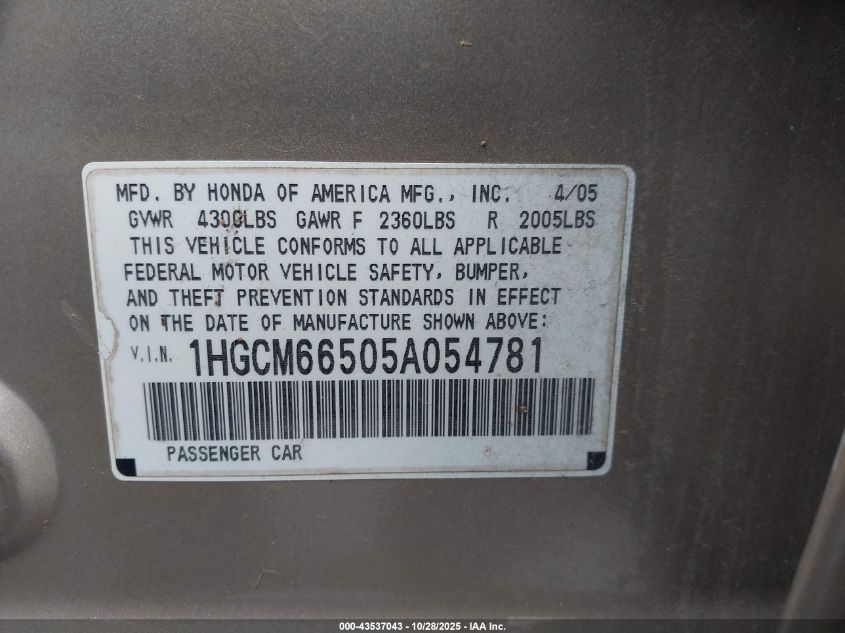 MFD. BY HONDA OF AMERICA MFG., INC. 4/05
GVWR 4300LBS GAWR F 2360LBS R 2005LBS
THIS VEHICLE CONFORMS TO ALL APPLICABLE
FEDERAL MOTOR VEHICLE SAFETY, BUMPER,
AND THEFT PREVENTION STANDARDS IN EFFECT
ON THE DATE OF MANUFACTURE SHOWN ABOVE:
V.I.N. 1HGCM66505A054781
PASSENGER CAR
000-43537043 - 10/28/2025 - IAA Inc.